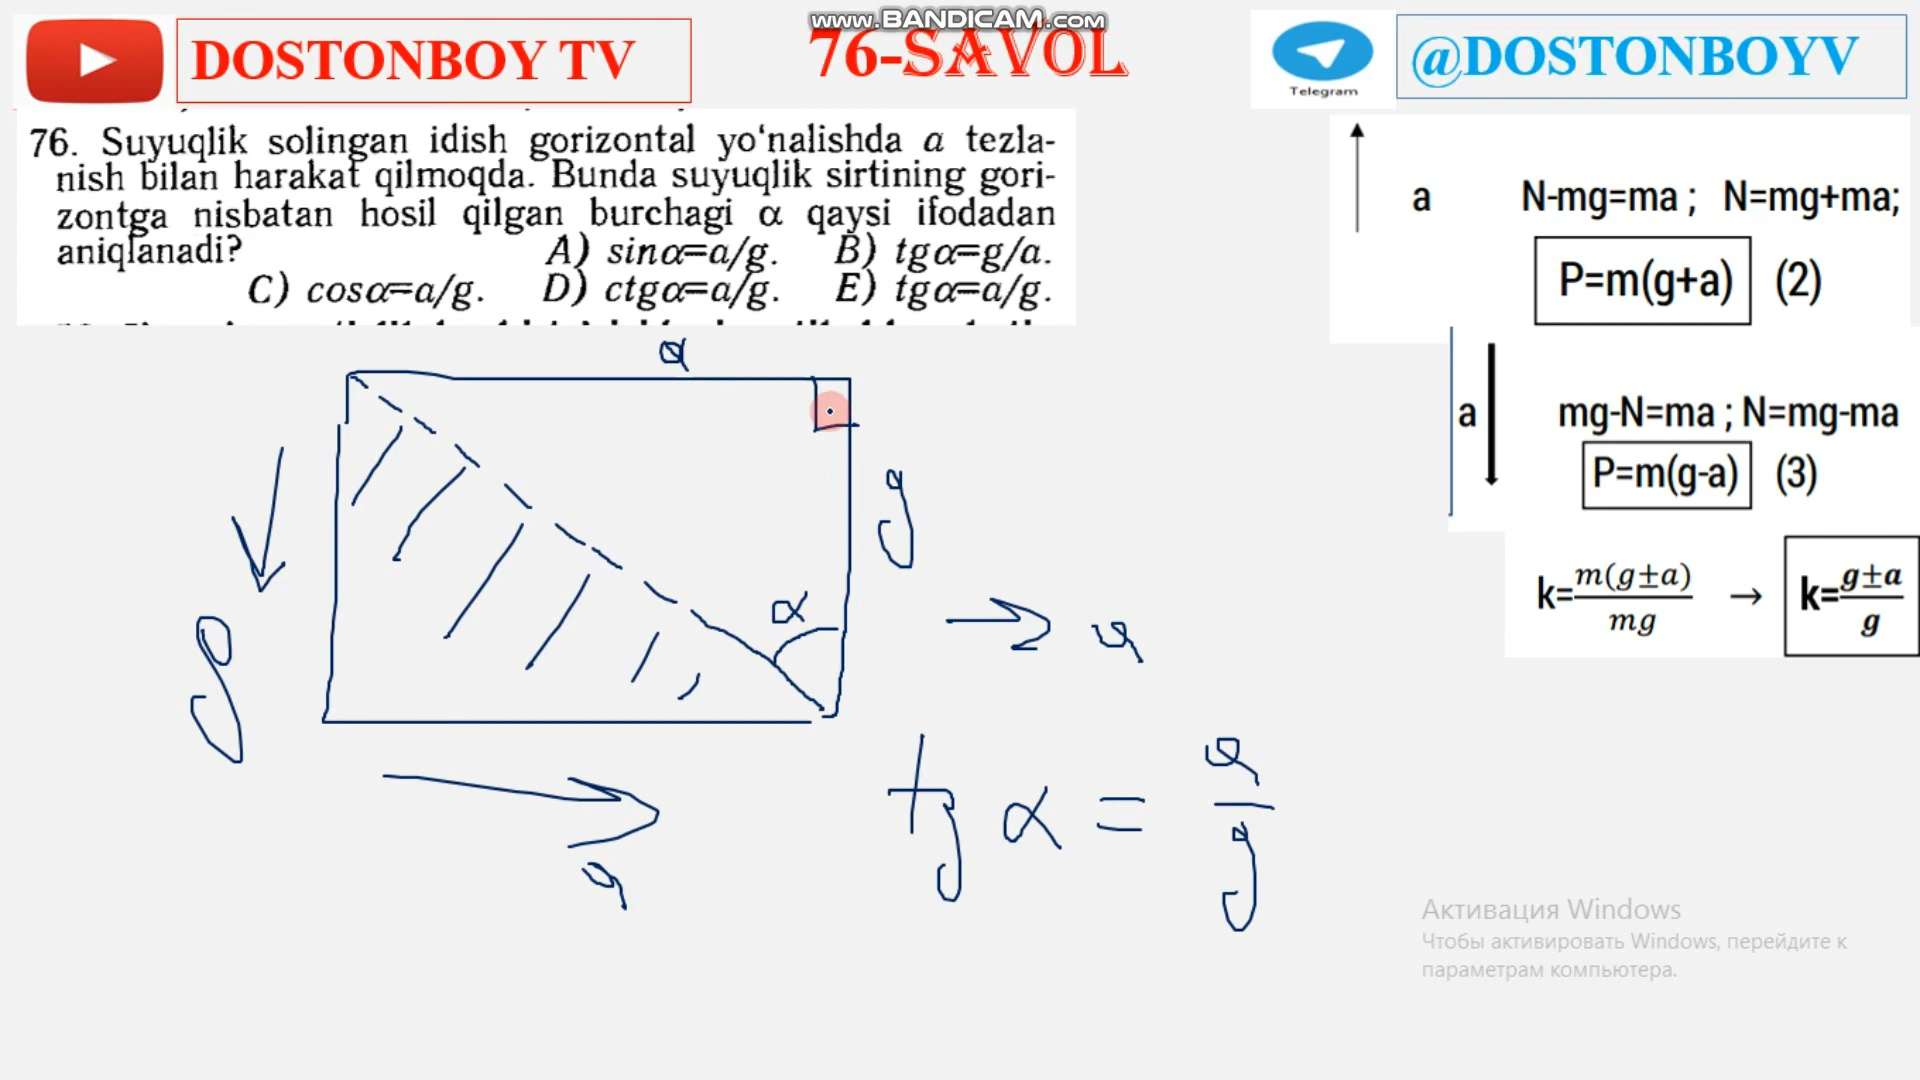 WWW.BANDICAM.COM
DOSTONBOY TV
76-SAVOL
Telegram
@DOSTONBOYV
76. Suyuqlik solingan idish gorizontal yo‘nalishda a tezla-
nish bilan harakat qilmoqda. Bunda suyuqlik sirtining gori-
zontga nisbatan hosil qilgan burchagi α qaysi ifodadan
aniqlanadi? A) sinα=a/g. B) tgα=g/a.
C) cosα=a/g. D) ctgα=a/g. E) tgα=a/g.
a N-mg=ma ; N=mg+ma;
P=m(g+a) (2)
a mg-N=ma ; N=mg-ma
P=m(g-a) (3)
k=m(g±a)/mg → k=g±a/g
a
g
α
a
g
a
tg α = a/g
Активация Windows
Чтобы активировать Windows, перейдите к
параметрам компьютера.